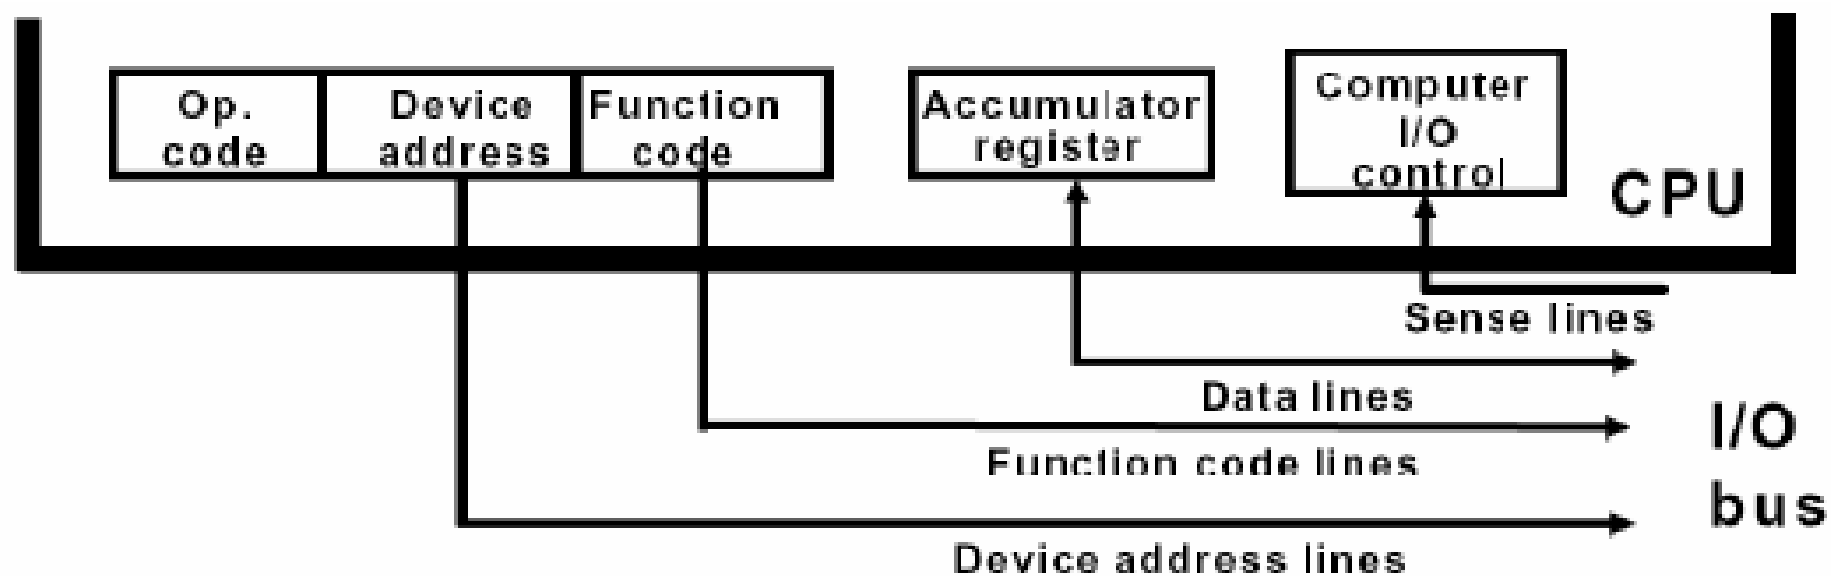 Op.
code
Device
address
Function
code
Accumulator
register
Computer
I/O
control
CPU
Sense lines
Data lines
Function code lines
Device address lines
I/O
bus